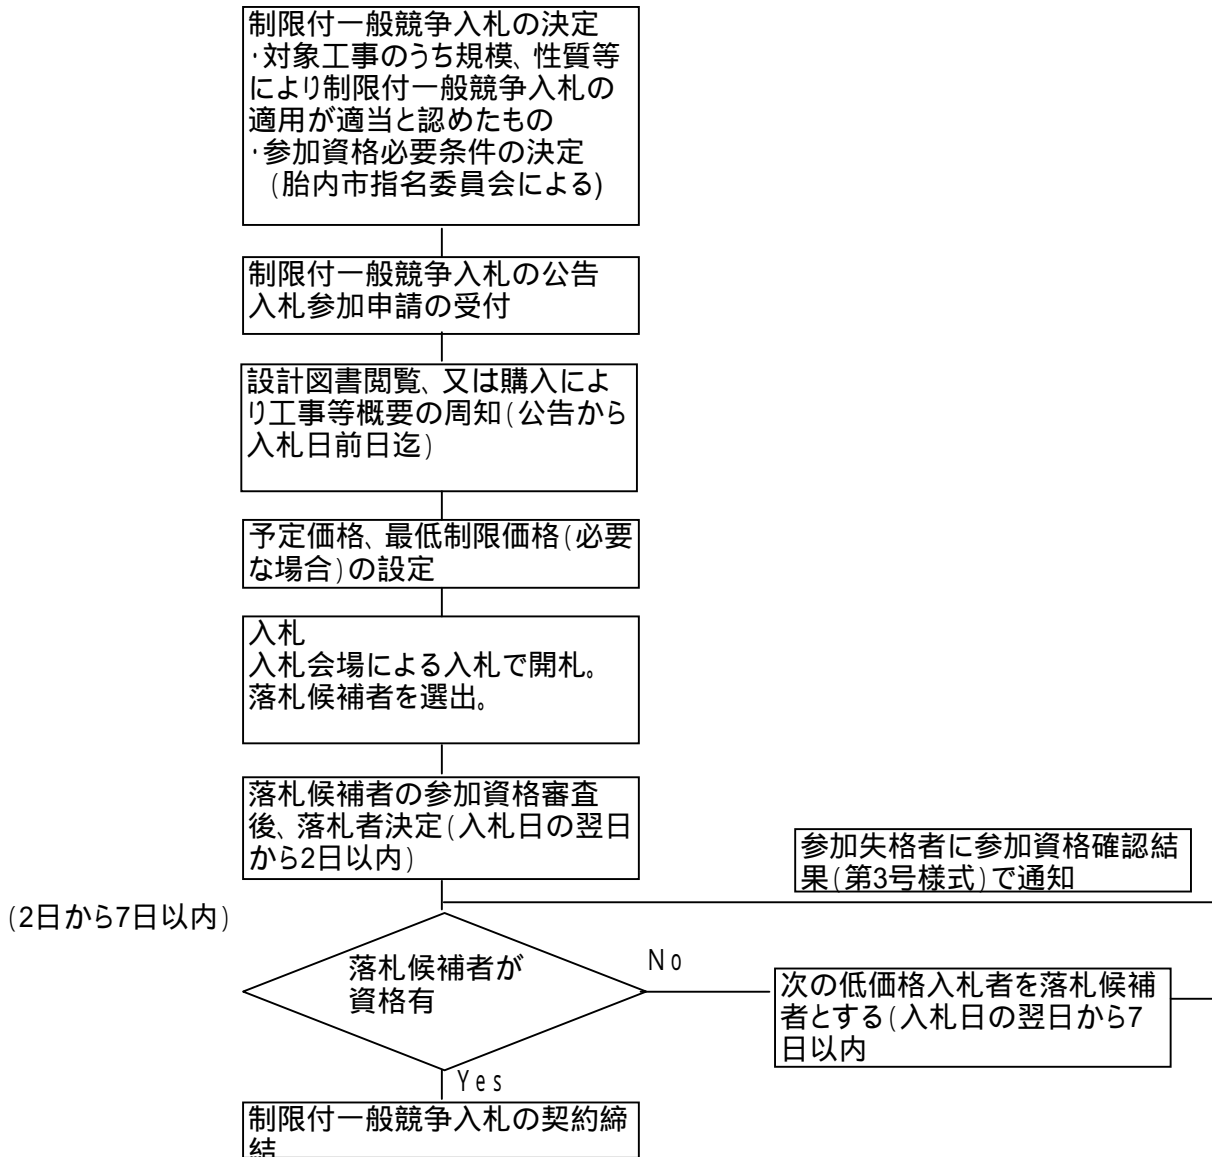 制限付一般競争入札の決定
･対象工事のうち規模、性質等
により制限付一般競争入札の
適用が適当と認めたもの
･参加資格必要条件の決定
(胎内市指名委員会による)
制限付一般競争入札の公告
入札参加申請の受付
設計図書閲覧、又は購入によ
り工事等概要の周知(公告から
入札日前日迄)
予定価格、最低制限価格(必要
な場合)の設定
入札
入札会場による入札で開札。
落札候補者を選出。
落札候補者の参加資格審査
後、落札者決定(入札日の翌日
から2日以内)
参加失格者に参加資格確認結
果(第3号様式)で通知
(2日から7日以内)
落札候補者が
資格有
No
次の低価格入札者を落札候補
者とする(入札日の翌日から7
日以内
Yes
制限付一般競争入札の契約締
結